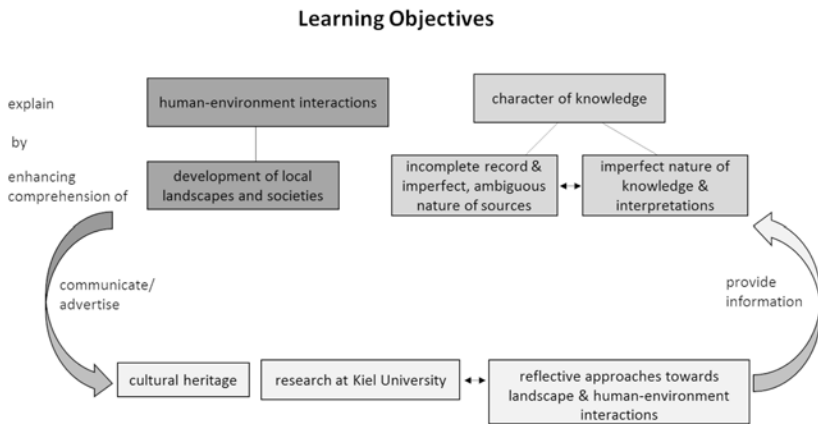 Learning Objectives
explain
human-environment interactions
character of knowledge
by
enhancing
comprehension of
development of local
landscapes and societies
incomplete record &
imperfect, ambiguous
nature of sources
imperfect nature of
knowledge &
interpretations
communicate/
advertise
provide
information
cultural heritage
research at Kiel University
reflective approaches towards
landscape & human-environment
interactions